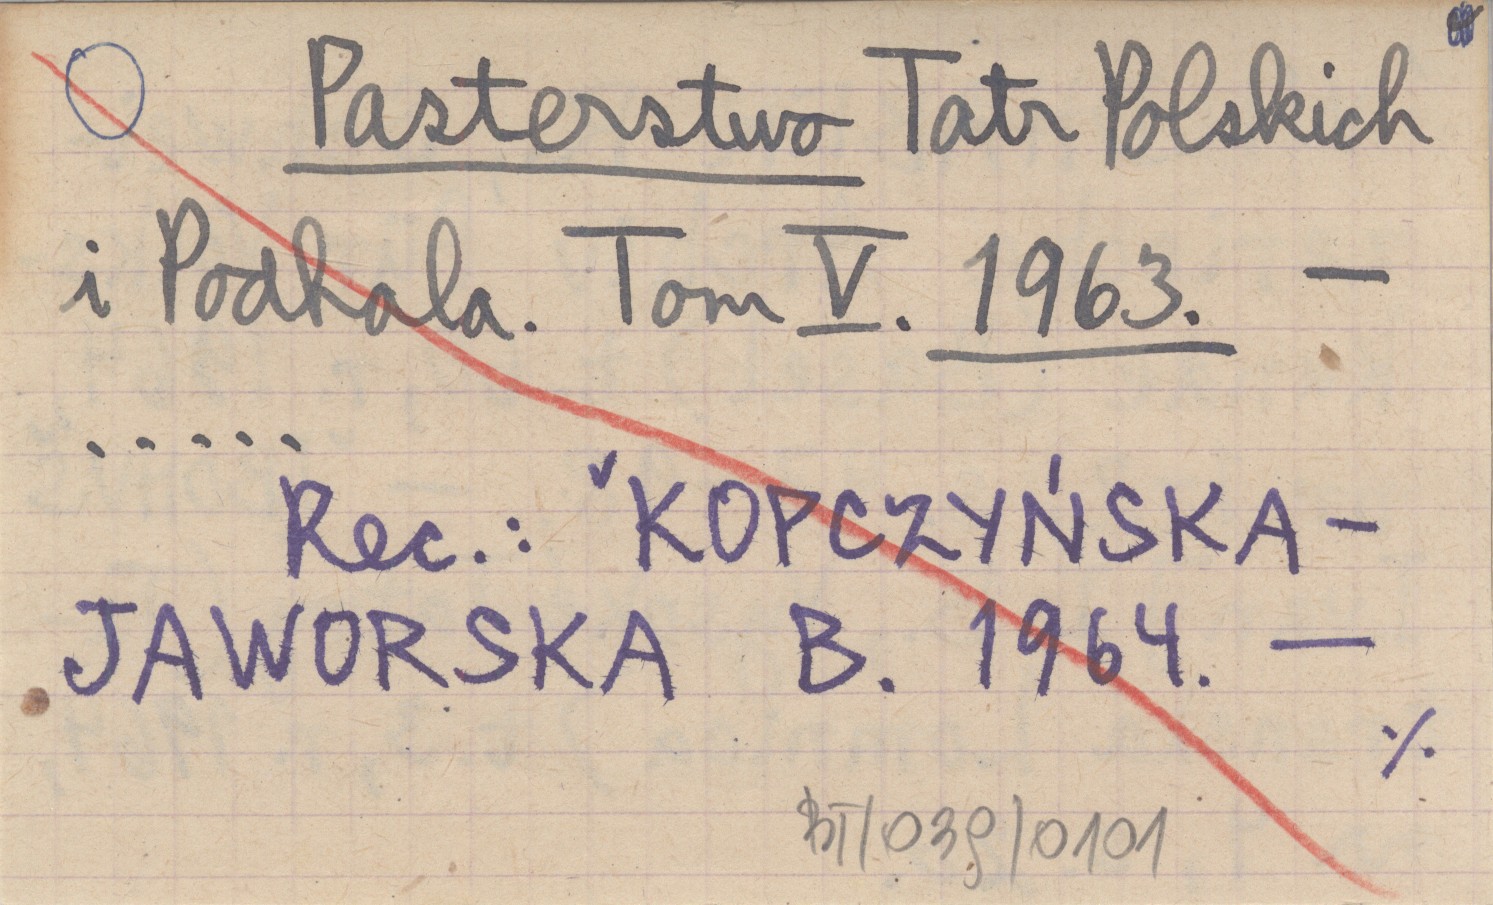 Pasterstwo Tatr Polskich
i Podhala. Tom V. 1963. —
.....
Rec.: ˅KOPCZYŃSKA-
JAWORSKA B. 1964. —
·/.
BT/039/0101